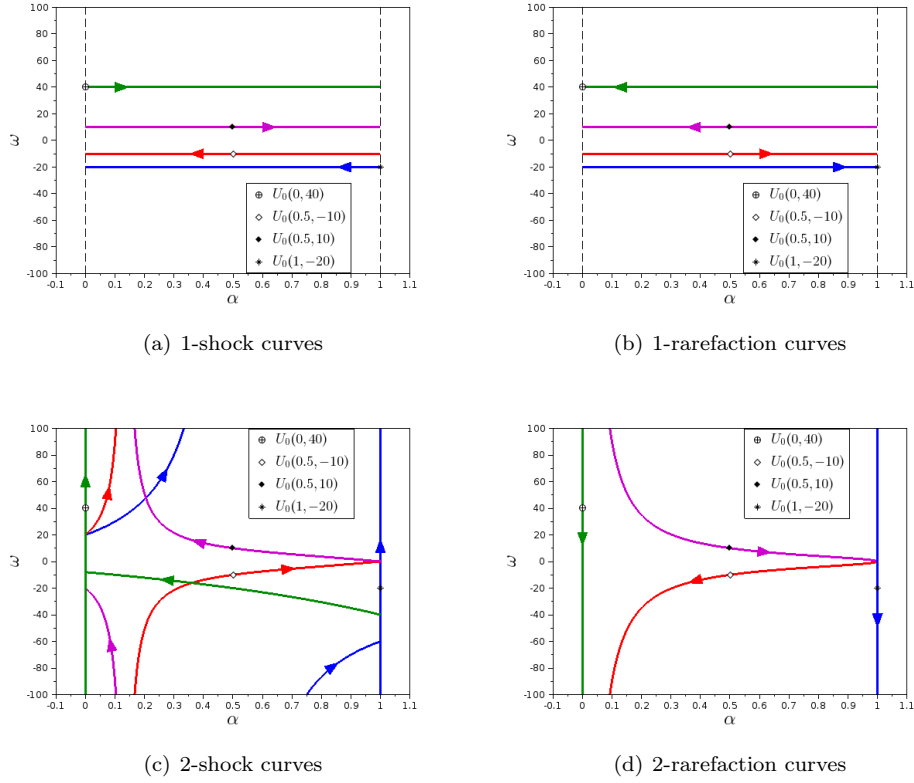 100
80
60
40
20
0
-20
-40
-60
-80
-100
ω
-0.1 0 0.1 0.2 0.3 0.4 0.5 0.6 0.7 0.8 0.9 1 1.1
α
U₀(0, 40)
U₀(0.5, −10)
U₀(0.5, 10)
U₀(1, −20)
(a) 1-shock curves
100
80
60
40
20
0
-20
-40
-60
-80
-100
ω
-0.1 0 0.1 0.2 0.3 0.4 0.5 0.6 0.7 0.8 0.9 1 1.1
α
U₀(0, 40)
U₀(0.5, −10)
U₀(0.5, 10)
U₀(1, −20)
(b) 1-rarefaction curves
100
80
60
40
20
0
-20
-40
-60
-80
-100
ω
-0.1 0 0.1 0.2 0.3 0.4 0.5 0.6 0.7 0.8 0.9 1 1.1
α
U₀(0, 40)
U₀(0.5, −10)
U₀(0.5, 10)
U₀(1, −20)
(c) 2-shock curves
100
80
60
40
20
0
-20
-40
-60
-80
-100
ω
-0.1 0 0.1 0.2 0.3 0.4 0.5 0.6 0.7 0.8 0.9 1 1.1
α
U₀(0, 40)
U₀(0.5, −10)
U₀(0.5, 10)
U₀(1, −20)
(d) 2-rarefaction curves